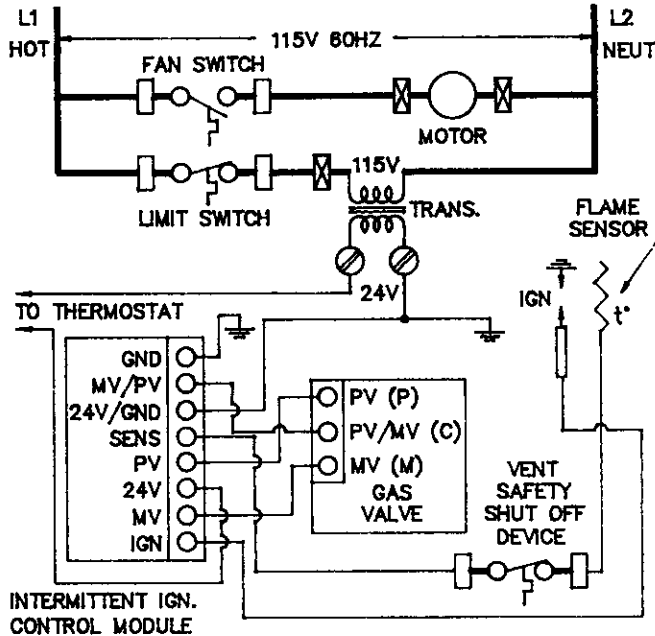 L1
HOT
115V 60HZ
L2
NEUT
FAN SWITCH
MOTOR
LIMIT SWITCH
115V
TRANS.
24V
TO THERMOSTAT
FLAME
SENSOR
IGN
t°
GND
MV/PV
24V/GND
SENS
PV
24V
MV
IGN
PV (P)
PV/MV (C)
MV (M)
GAS
VALVE
VENT
SAFETY
SHUT OFF
DEVICE
INTERMITTENT IGN.
CONTROL MODULE